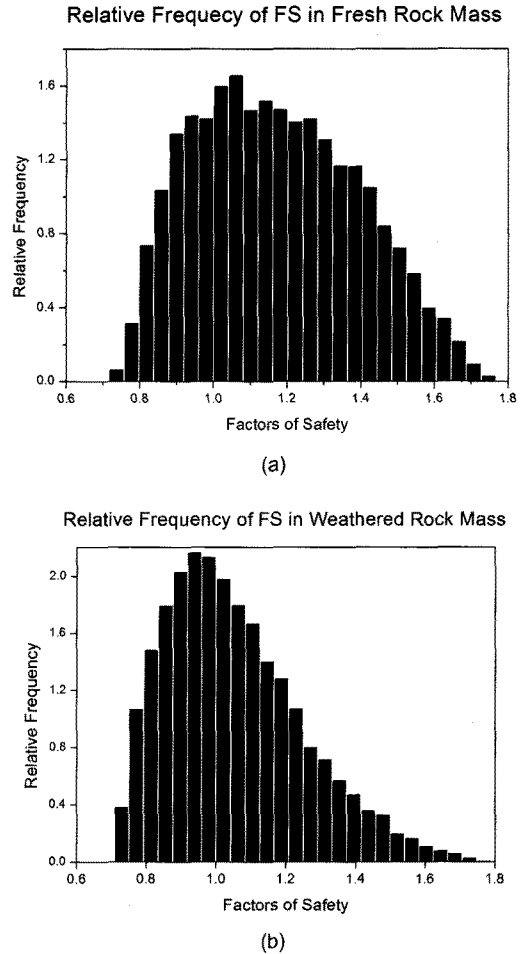 Relative Frequecy of FS in Fresh Rock Mass
1.6
1.2
0.8
0.4
0.0
Relative Frequency
0.6 0.8 1.0 1.2 1.4 1.6 1.8
Factors of Safety
(a)
Relative Frequency of FS in Weathered Rock Mass
2.0
1.6
1.2
0.8
0.4
0.0
Relative Frequency
0.6 0.8 1.0 1.2 1.4 1.6 1.8
Factors of Safety
(b)